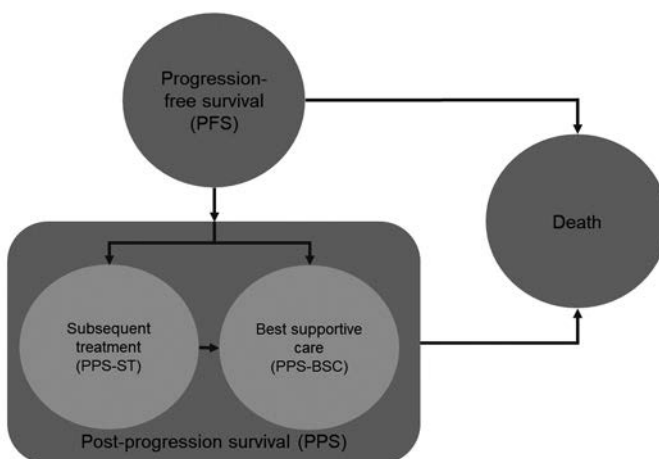 Progression-
free survival
(PFS)
Death
Subsequent
treatment
(PPS-ST)
Best supportive
care
(PPS-BSC)
Post-progression survival (PPS)